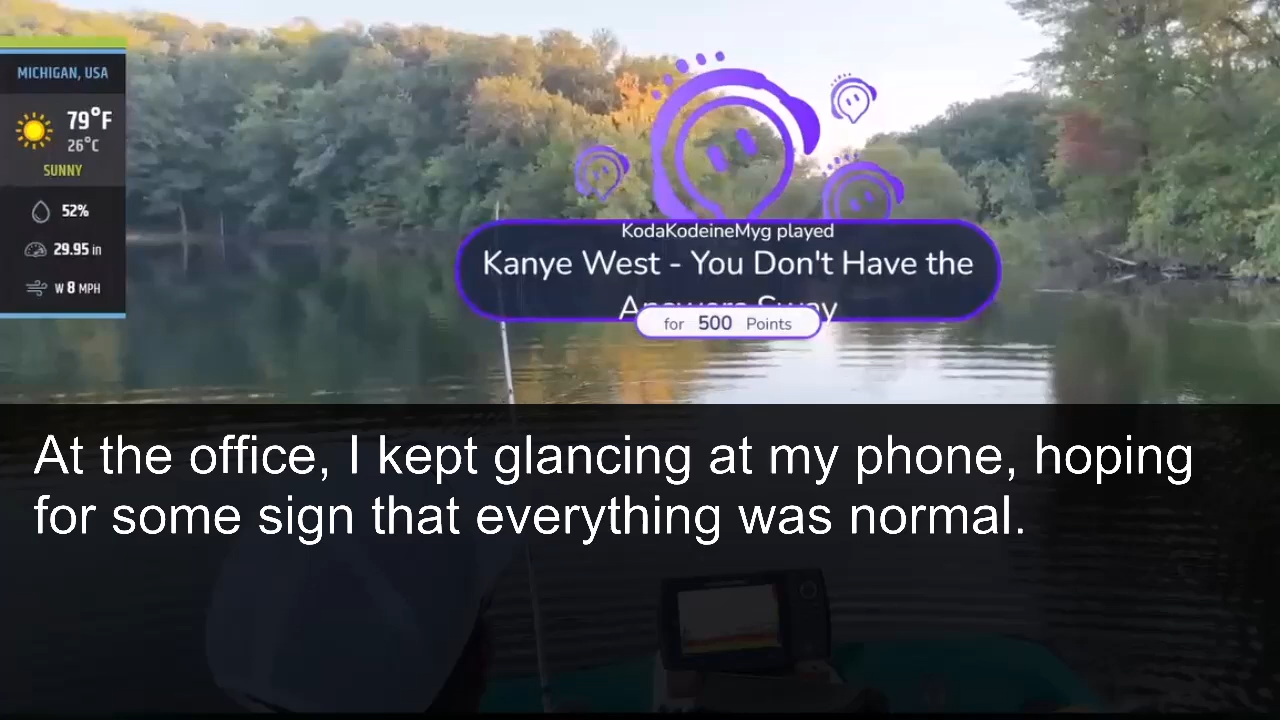 MICHIGAN, USA
79°F
26°C
SUNNY
52%
29.95 in
W 8 MPH
KodaKodeineMyg played
Kanye West - You Don't Have the
Answers Sway
for 500 Points
At the office, I kept glancing at my phone, hoping
for some sign that everything was normal.